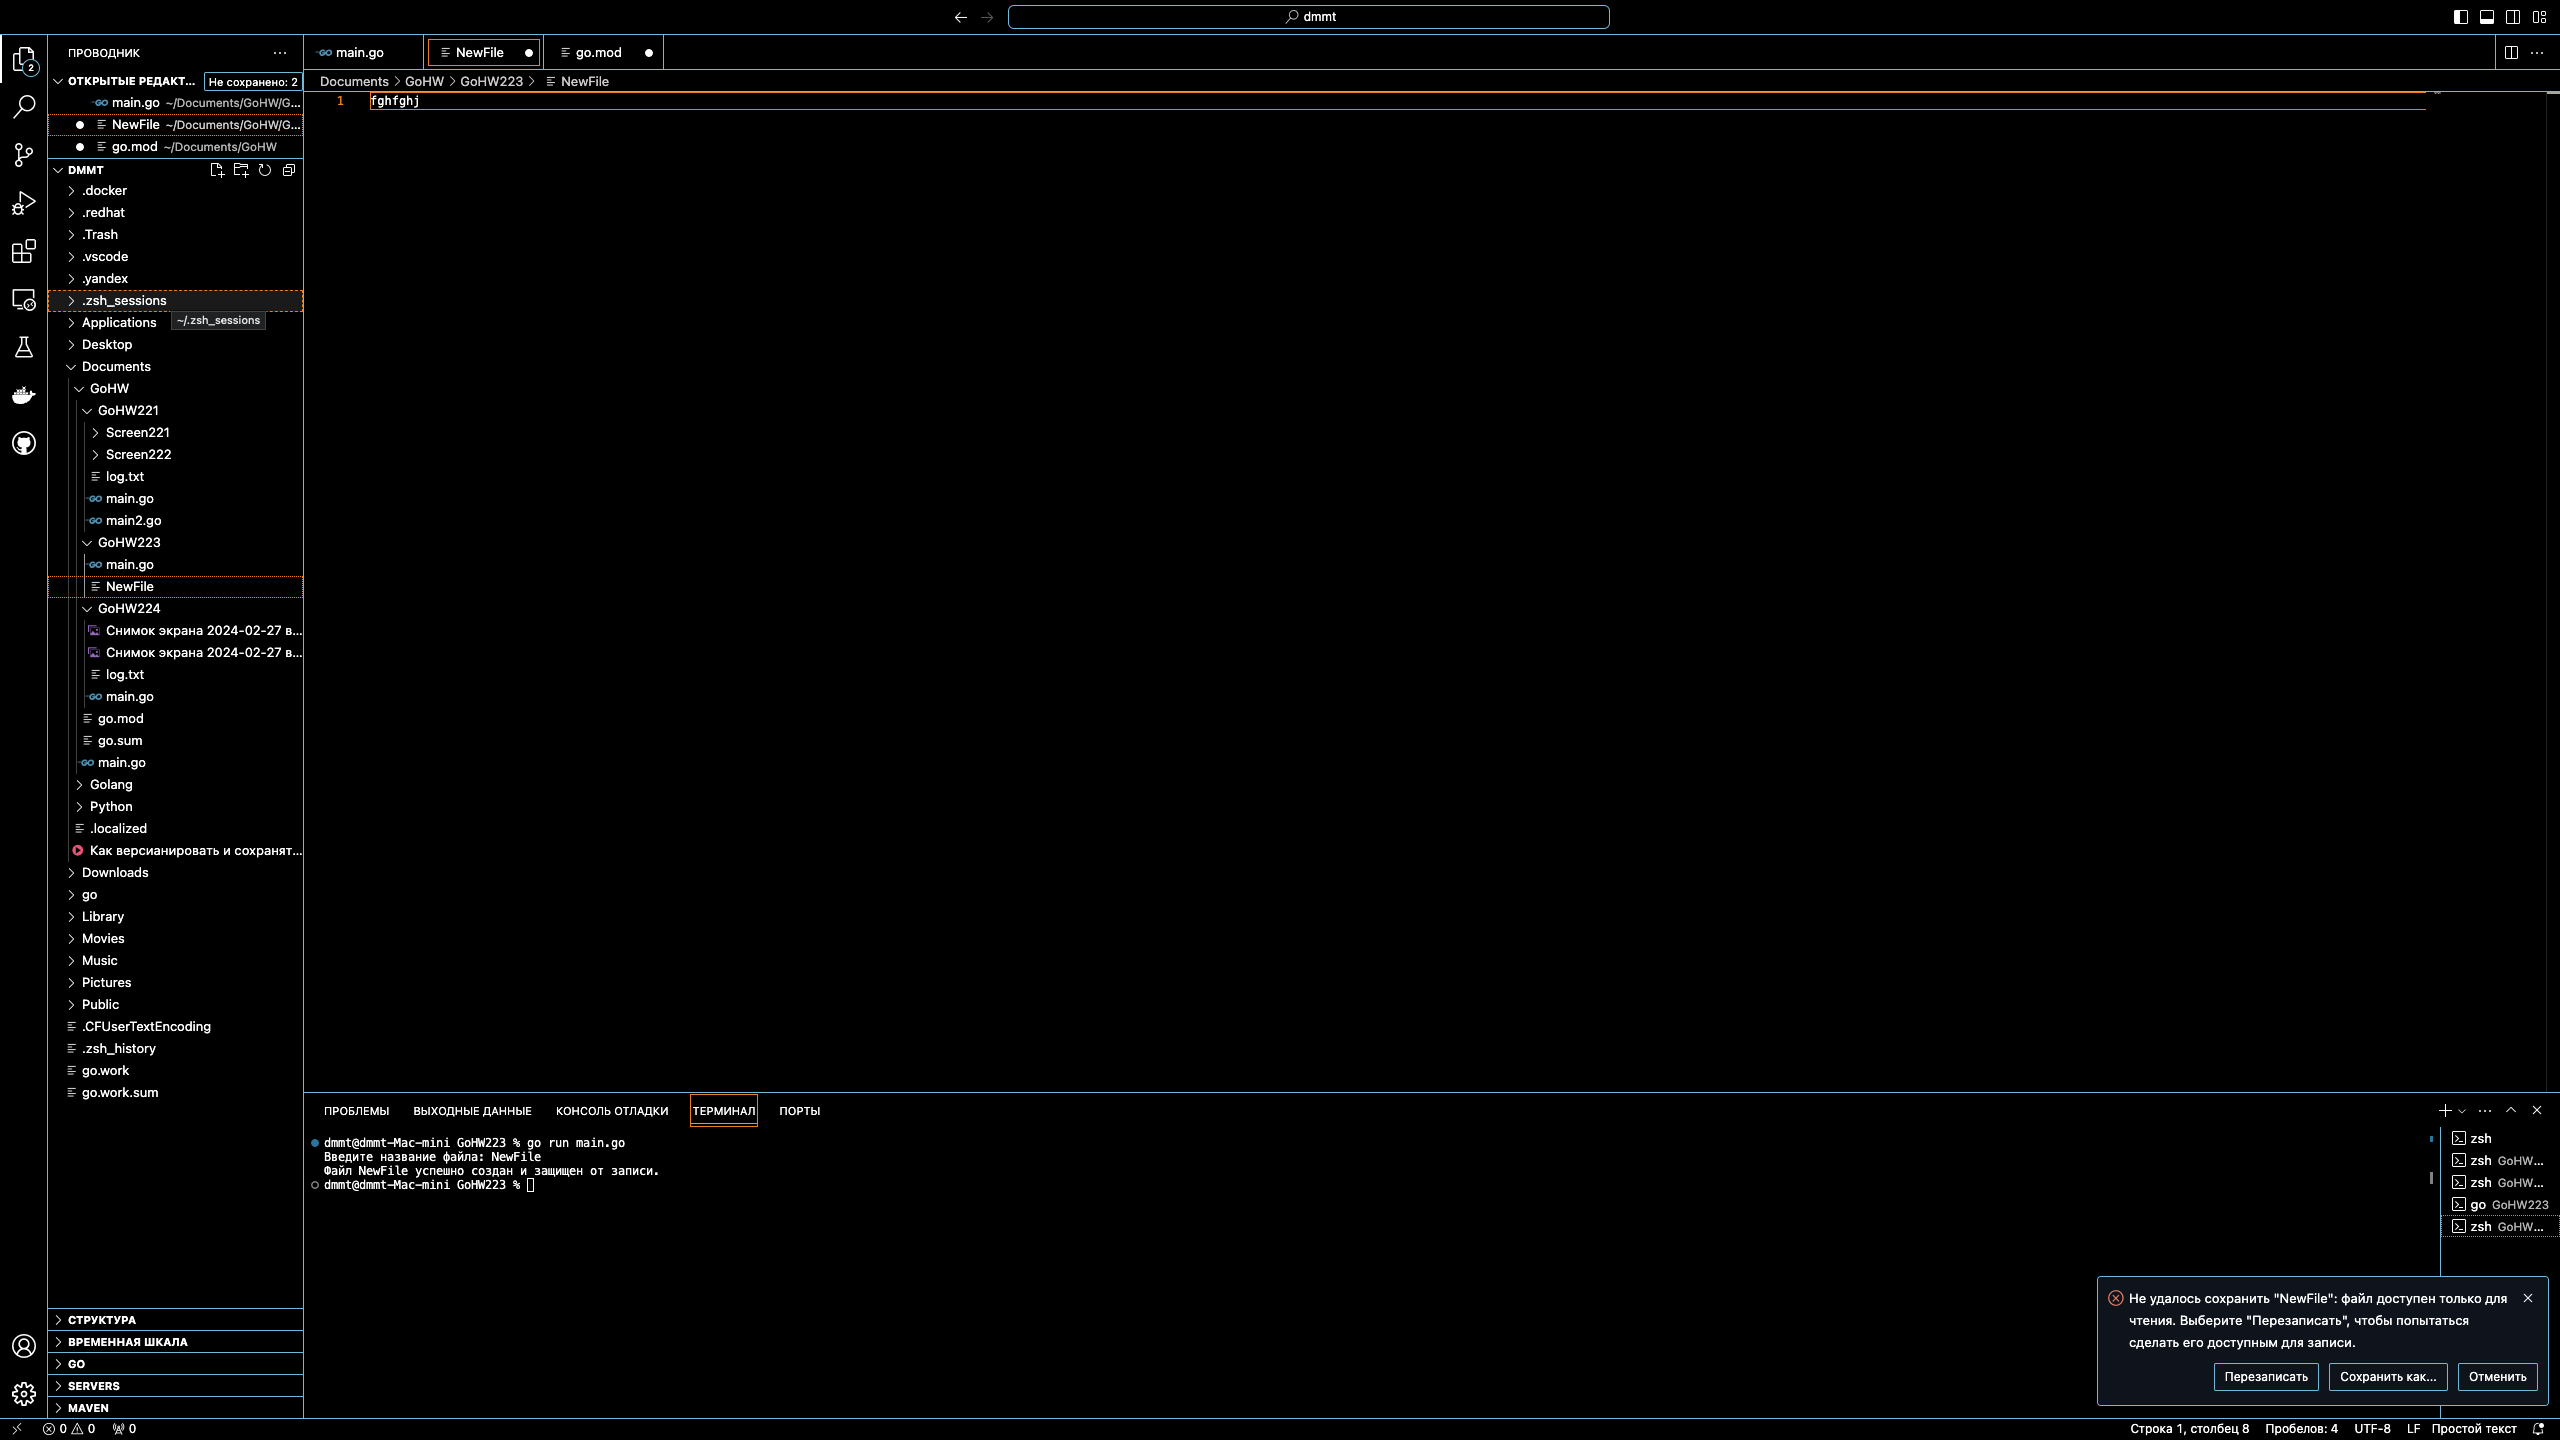 dmmt
ПРОВОДНИК
ОТКРЫТЫЕ РЕДАКТ... Не сохранено: 2
main.go ~/Documents/GoHW/G...
NewFile ~/Documents/GoHW/G...
go.mod ~/Documents/GoHW
DMMT
.docker
.redhat
.Trash
.vscode
.yandex
.zsh_sessions
~/.zsh_sessions
Applications
Desktop
Documents
GoHW
GoHW221
Screen221
Screen222
log.txt
main.go
main2.go
GoHW223
main.go
NewFile
GoHW224
Снимок экрана 2024-02-27 в...
Снимок экрана 2024-02-27 в...
log.txt
main.go
go.mod
go.sum
main.go
Golang
Python
.localized
Как версианировать и сохранят...
Downloads
go
Library
Movies
Music
Pictures
Public
.CFUserTextEncoding
.zsh_history
go.work
go.work.sum
СТРУКТУРА
ВРЕМЕННАЯ ШКАЛА
GO
SERVERS
MAVEN
main.go NewFile go.mod
Documents GoHW GoHW223 NewFile
1 fghfghj
ПРОБЛЕМЫ ВЫХОДНЫЕ ДАННЫЕ КОНСОЛЬ ОТЛАДКИ ТЕРМИНАЛ ПОРТЫ
dmmt@dmmt-Mac-mini GoHW223 % go run main.go
Введите название файла: NewFile
Файл NewFile успешно создан и защищен от записи.
dmmt@dmmt-Mac-mini GoHW223 %
zsh
zsh GoHW...
zsh GoHW...
go GoHW223
zsh GoHW...
Не удалось сохранить "NewFile": файл доступен только для
чтения. Выберите "Перезаписать", чтобы попытаться
сделать его доступным для записи.
Перезаписать Сохранить как... Отменить
0 0 0
Строка 1, столбец 8 Пробелов: 4 UTF-8 LF Простой текст
2